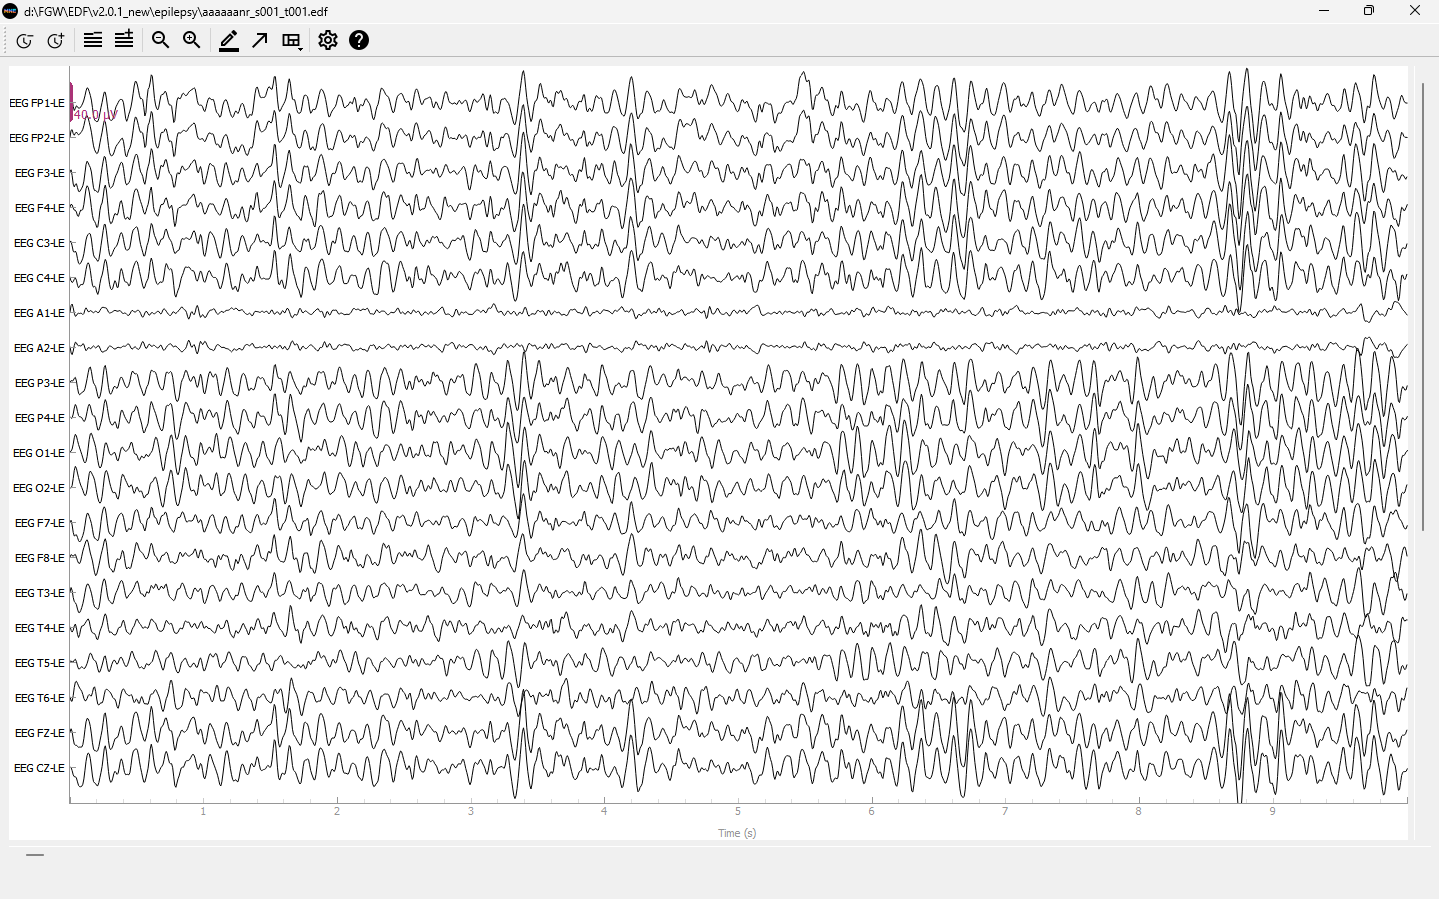 d:\FGW\EDF\v2.0.1_new\epilepsy\aaaaaanr_s001_t001.edf
EEG FP1-LE
40.0 µV
EEG FP2-LE
EEG F3-LE
EEG F4-LE
EEG C3-LE
EEG C4-LE
EEG A1-LE
EEG A2-LE
EEG P3-LE
EEG P4-LE
EEG O1-LE
EEG O2-LE
EEG F7-LE
EEG F8-LE
EEG T3-LE
EEG T4-LE
EEG T5-LE
EEG T6-LE
EEG FZ-LE
EEG CZ-LE
1 2 3 4 5 6 7 8 9
Time (s)